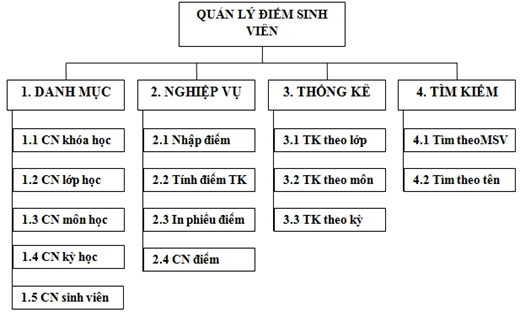 QUẢN LÝ ĐIỂM SINH
VIÊN
1. DANH MỤC
2. NGHIỆP VỤ
3. THỐNG KÊ
4. TÌM KIẾM
1.1 CN khóa học
2.1 Nhập điểm
3.1 TK theo lớp
4.1 Tìm theoMSV
1.2 CN lớp học
2.2 Tính điểm TK
3.2 TK theo môn
4.2 Tìm theo tên
1.3 CN môn học
2.3 In phiếu điểm
3.3 TK theo kỳ
1.4 CN kỳ học
2.4 CN điểm
1.5 CN sinh viên